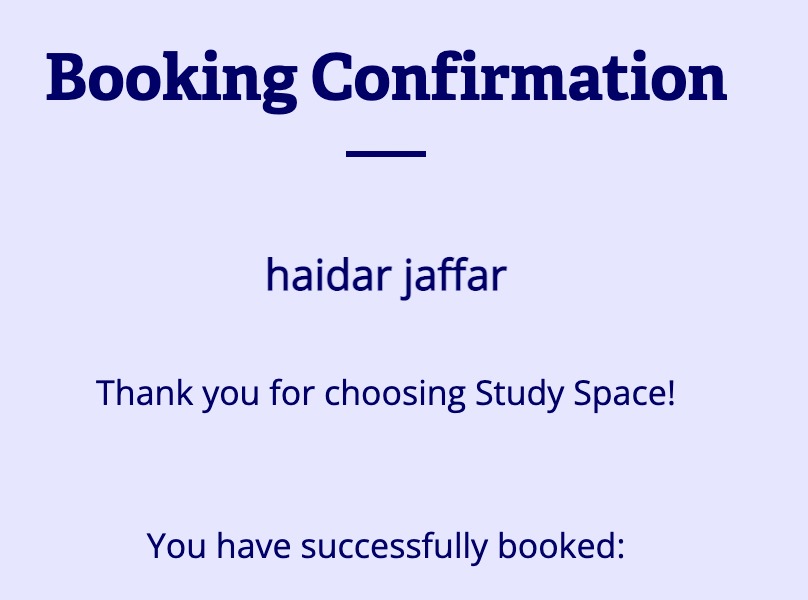 Booking Confirmation
haidar jaffar
Thank you for choosing Study Space!
You have successfully booked: